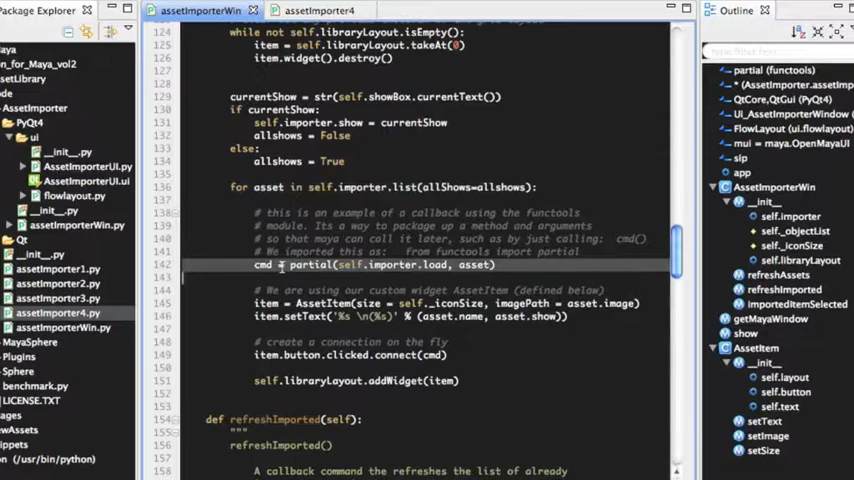 Package Explorer
Maya
on_for_Maya_vol2
ssetLibrary
ode
ssetImporter
PyQt4
ui
__init__.py
AssetImporterUI.py
AssetImporterUI.ui
flowlayout.py
__init__.py
assetImporterWin.py
Qt
assetImporter1.py
assetImporter2.py
assetImporter3.py
assetImporter4.py
assetImporterWin.py
MayaSphere
Plugins
Sphere
benchmark.py
LICENSE.TXT
ages
ewAssets
ippets
on (/usr/bin/python)
assetImporterWin
assetImporter4
124 while not self.libraryLayout.isEmpty():
125 item = self.libraryLayout.takeAt(0)
126 item.widget().destroy()
127
128
129 currentShow = str(self.showBox.currentText())
130 if currentShow:
131 self.importer.show = currentShow
132 allshows = False
133 else:
134 allshows = True
135
136 for asset in self.importer.list(allShows=allshows):
137
138 # this is an example of a callback using the functools
139 # module. Its a way to package up a method and arguments
140 # so that maya can call it later, such as by just calling: cmd()
141 # We imported this as: from functools import partial
142 cmd = partial(self.importer.load, asset)
143
144 # We are using our custom widget AssetItem (defined below)
145 item = AssetItem(size = self._iconSize, imagePath = asset.image)
146 item.setText('%s \n(%s)' % (asset.name, asset.show))
147
148 # create a connection on the fly
149 item.button.clicked.connect(cmd)
150
151 self.libraryLayout.addWidget(item)
152
153
154 def refreshImported(self):
155 """
156 refreshImported()
157
158 A callback command the refreshes the list of already
Outline
partial (functools)
* (AssetImporter.assetIm
QtCore,QtGui (PyQt4)
Ui_AssetImporterWindow
FlowLayout (ui.flowlayout)
mui = maya.OpenMayaUI
sip
app
AssetImporterWin
__init__
self.importer
self._objectList
self._iconSize
self.libraryLayout
refreshAssets
refreshImported
importedItemSelected
getMayaWindow
show
AssetItem
__init__
self.layout
self.button
self.text
setText
setImage
setSize